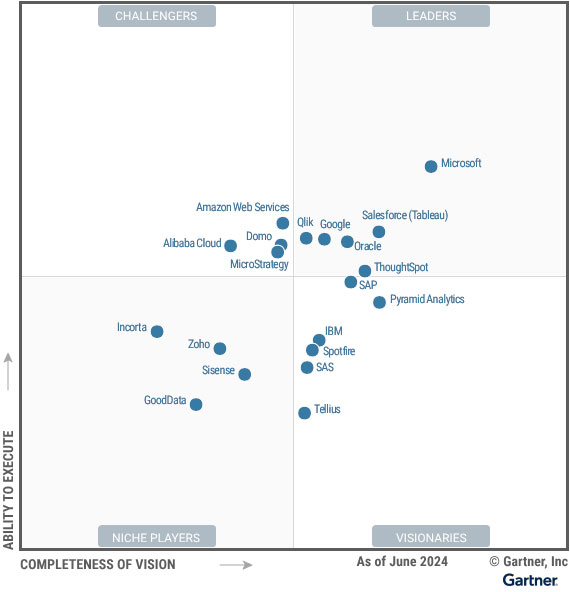 CHALLENGERS
LEADERS
Microsoft
Amazon Web Services
Salesforce (Tableau)
Qlik
Google
Domo
Alibaba Cloud
Oracle
MicroStrategy
ThoughtSpot
SAP
Pyramid Analytics
Incorta
IBM
Zoho
Spotfire
Sisense
SAS
GoodData
Tellius
ABILITY TO EXECUTE
NICHE PLAYERS
VISIONARIES
COMPLETENESS OF VISION
As of June 2024
© Gartner, Inc
Gartner